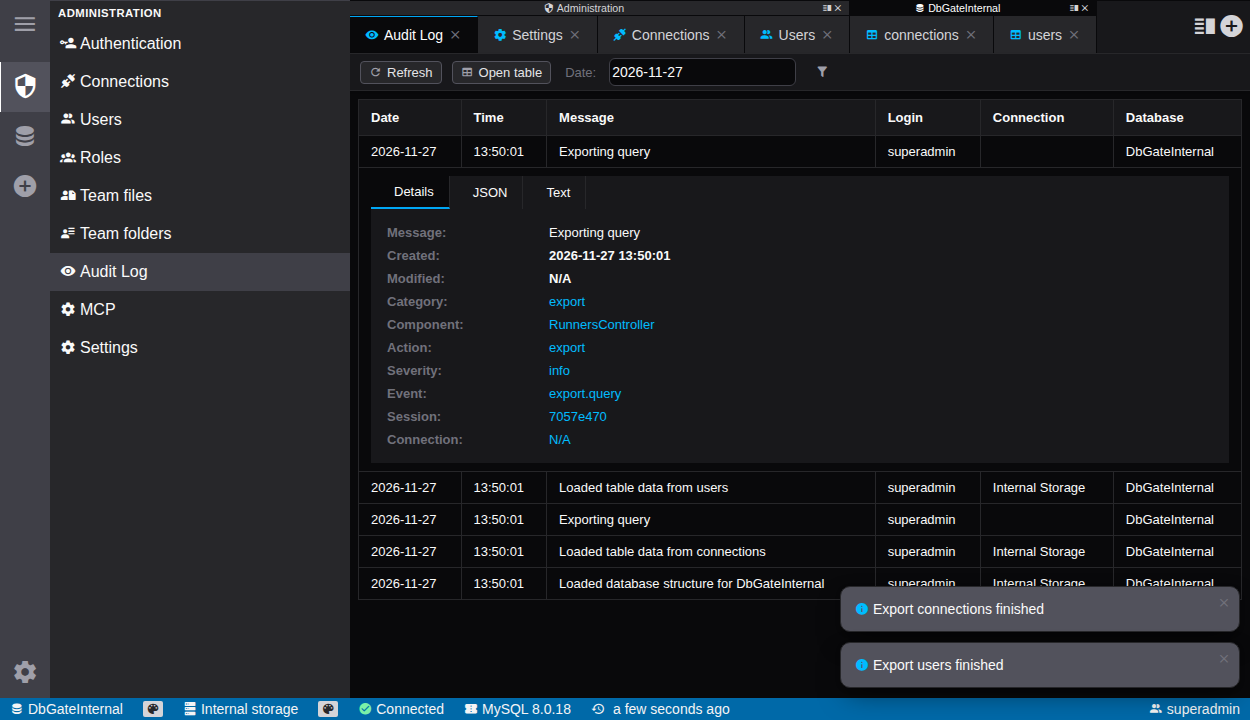 ADMINISTRATION
Authentication
Connections
Users
Roles
Team files
Team folders
Audit Log
MCP
Settings
Administration
DbGateInternal
Audit Log
Settings
Connections
Users
connections
users
Refresh
Open table
Date:
2026-11-27
Date Time Message Login Connection Database
2026-11-27 13:50:01 Exporting query superadmin DbGateInternal
Details JSON Text
Message: Exporting query
Created: 2026-11-27 13:50:01
Modified: N/A
Category: export
Component: RunnersController
Action: export
Severity: info
Event: export.query
Session: 7057e470
Connection: N/A
2026-11-27 13:50:01 Loaded table data from users superadmin Internal Storage DbGateInternal
2026-11-27 13:50:01 Exporting query superadmin DbGateInternal
2026-11-27 13:50:01 Loaded table data from connections superadmin Internal Storage DbGateInternal
2026-11-27 13:50:01 Loaded database structure for DbGateInternal superadmin Internal Storage DbGateInternal
Export connections finished
Export users finished
DbGateInternal
Internal storage
Connected
MySQL 8.0.18
a few seconds ago
superadmin